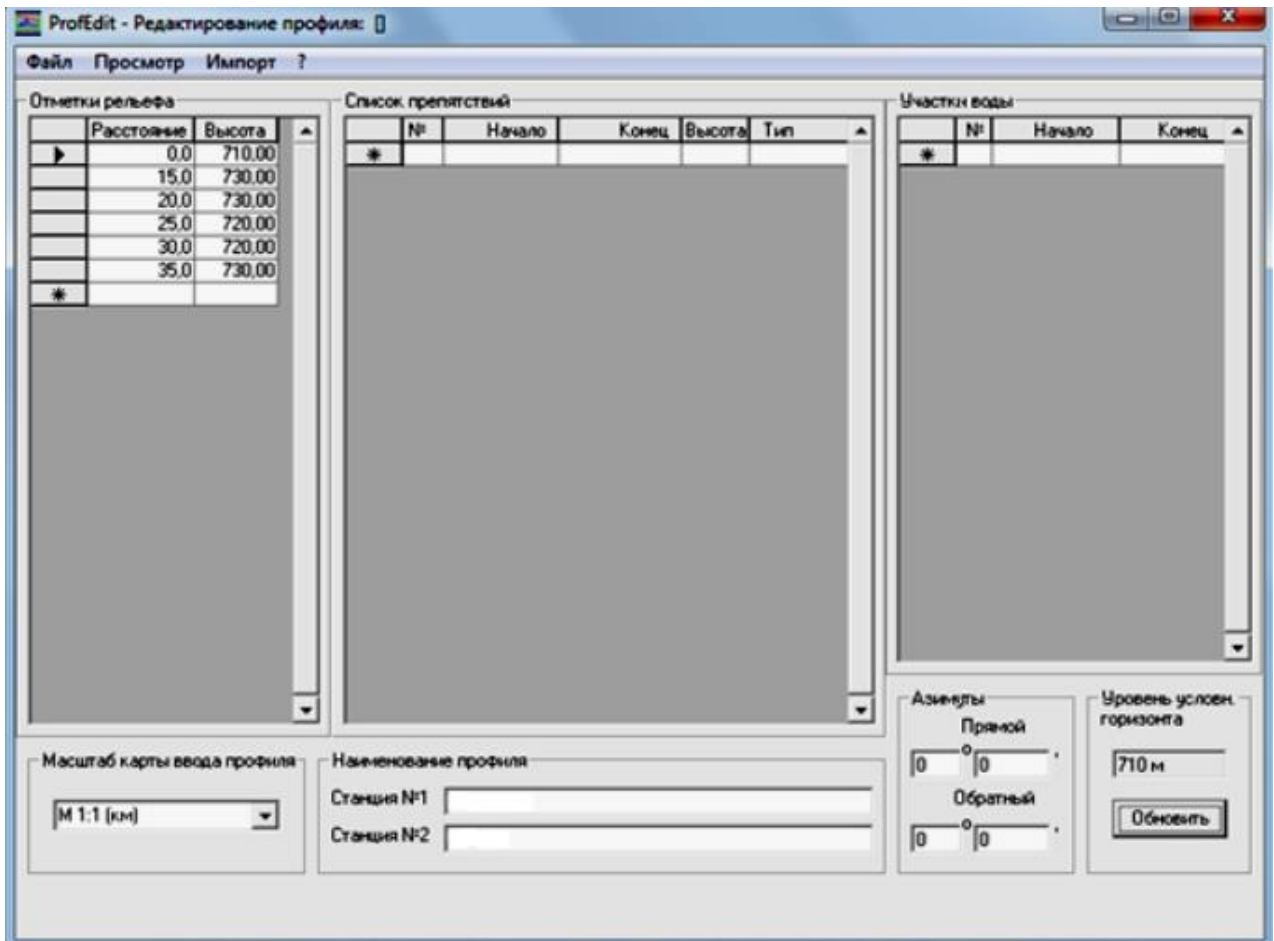 ProfEdit - Редактирование профиля: []
Файл Просмотр Импорт ?
Отметки рельефа
Расстояние Высота
0,0 710,00
15,0 730,00
20,0 730,00
25,0 720,00
30,0 720,00
35,0 730,00
*
Список препятствий
№ Начало Конец Высота Тип
*
Участки воды
№ Начало Конец
*
Масштаб карты ввода профиля
М 1:1 (км)
Наименование профиля
Станция №1
Станция №2
Азимуты
Прямой
0 ° 0 '
Обратный
0 ° 0 '
Уровень условн.
горизонта
710 м
Обновить